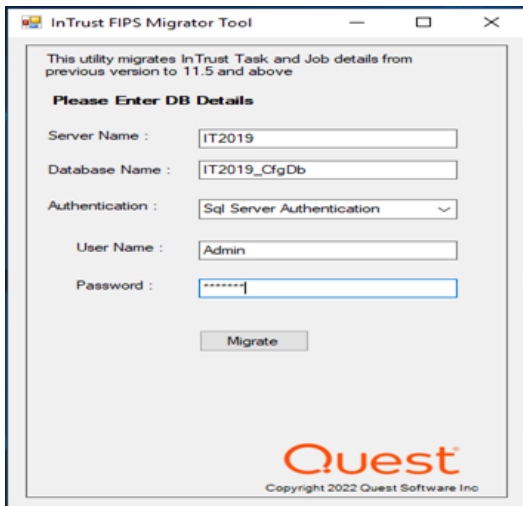 InTrust FIPS Migrator Tool
This utility migrates InTrust Task and Job details from
previous version to 11.5 and above
Please Enter DB Details
Server Name :
IT2019
Database Name :
IT2019_CfgDb
Authentication :
Sql Server Authentication
User Name :
Admin
Password :
*******
Migrate
Quest
Copyright 2022 Quest Software Inc